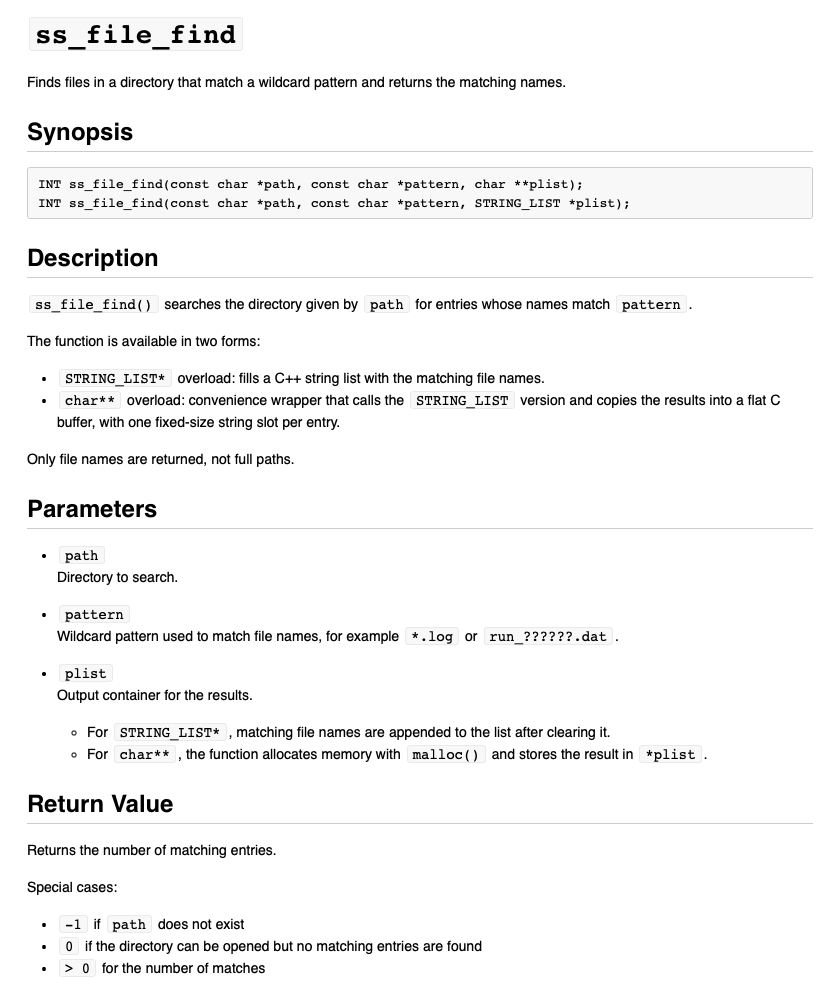 ss_file_find
Finds files in a directory that match a wildcard pattern and returns the matching names.
Synopsis
INT ss_file_find(const char *path, const char *pattern, char **plist);
INT ss_file_find(const char *path, const char *pattern, STRING_LIST *plist);
Description
ss_file_find() searches the directory given by path for entries whose names match pattern .
The function is available in two forms:
• STRING_LIST* overload: fills a C++ string list with the matching file names.
• char** overload: convenience wrapper that calls the STRING_LIST version and copies the results into a flat C
buffer, with one fixed-size string slot per entry.
Only file names are returned, not full paths.
Parameters
• path
Directory to search.
• pattern
Wildcard pattern used to match file names, for example *.log or run_??????.dat .
• plist
Output container for the results.
◦ For STRING_LIST* , matching file names are appended to the list after clearing it.
◦ For char** , the function allocates memory with malloc() and stores the result in *plist .
Return Value
Returns the number of matching entries.
Special cases:
• -1 if path does not exist
• 0 if the directory can be opened but no matching entries are found
• > 0 for the number of matches